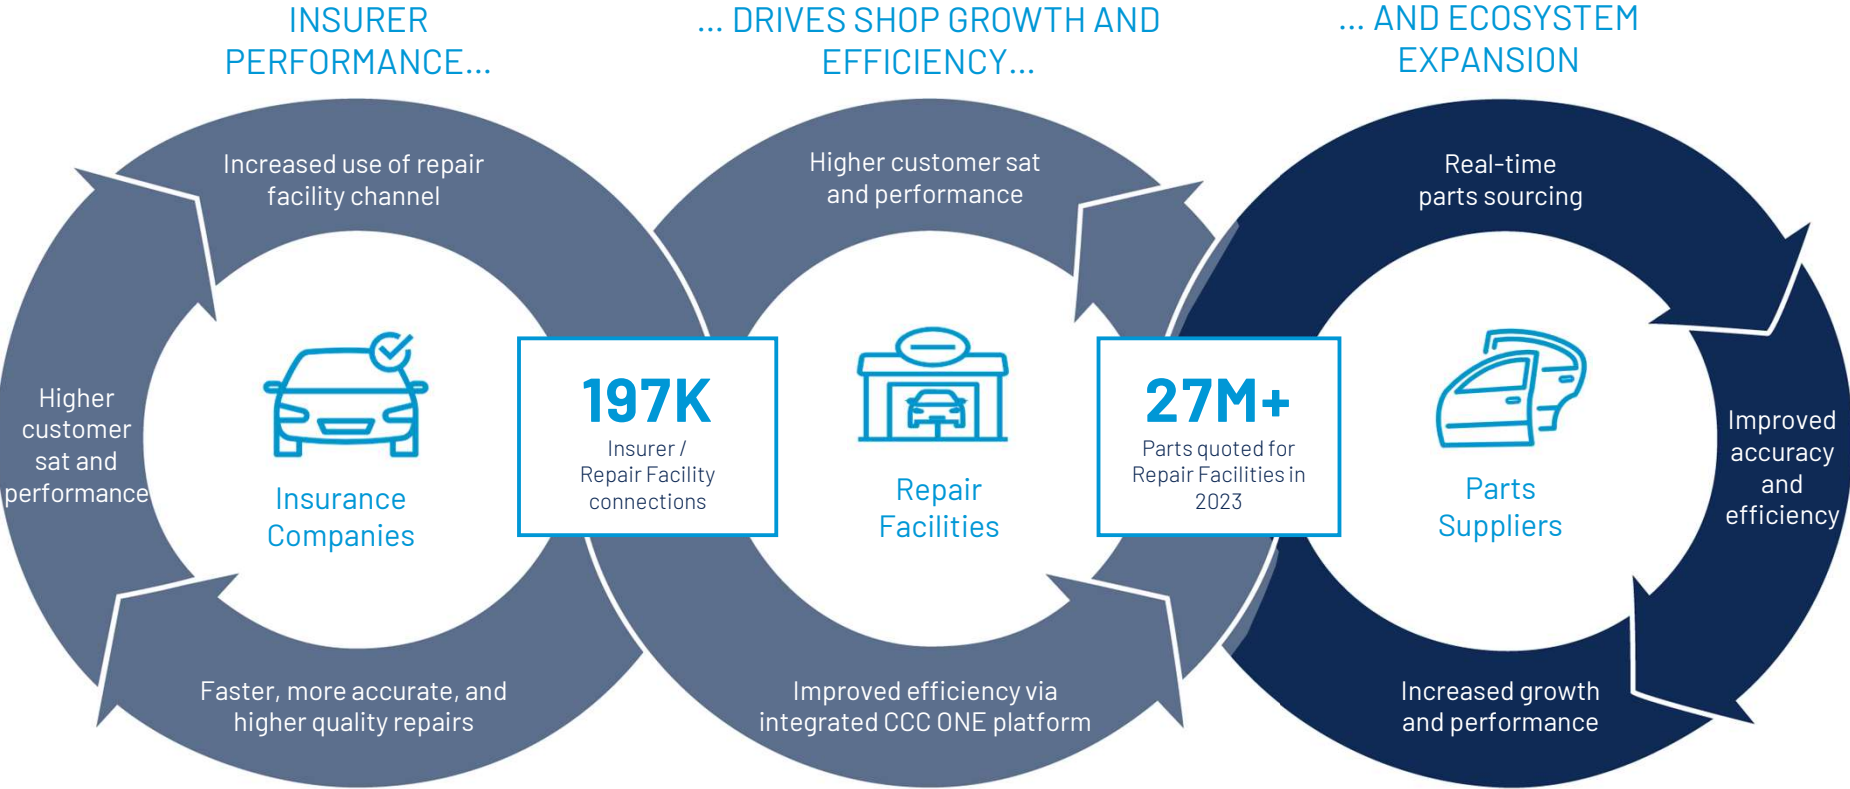 INSURER
PERFORMANCE...
... DRIVES SHOP GROWTH AND
EFFICIENCY...
... AND ECOSYSTEM
EXPANSION
Increased use of repair
facility channel
Higher
customer
sat and
performance
Insurance
Companies
Faster, more accurate, and
higher quality repairs
197K
Insurer /
Repair Facility
connections
Higher customer sat
and performance
Repair
Facilities
Improved efficiency via
integrated CCC ONE platform
27M+
Parts quoted for
Repair Facilities in
2023
Real-time
parts sourcing
Parts
Suppliers
Improved
accuracy
and
efficiency
Increased growth
and performance